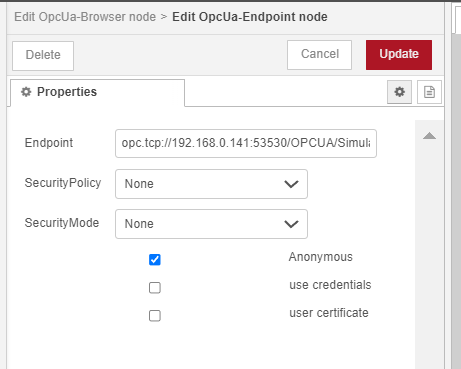 Edit OpcUa-Browser node > Edit OpcUa-Endpoint node
Delete
Cancel
Update
Properties
Endpoint
opc.tcp://192.168.0.141:53530/OPCUA/Simula
SecurityPolicy
None
SecurityMode
None
Anonymous
use credentials
user certificate